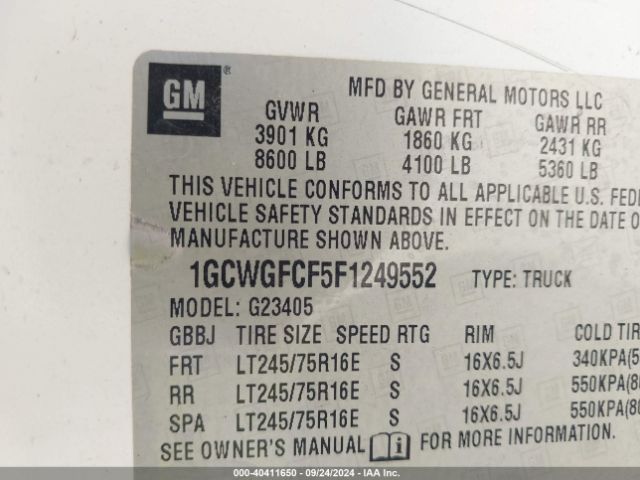 GM ®
MFD BY GENERAL MOTORS LLC
GVWR GAWR FRT GAWR RR
3901 KG 1860 KG 2431 KG
8600 LB 4100 LB 5360 LB
THIS VEHICLE CONFORMS TO ALL APPLICABLE U.S. FEDE
VEHICLE SAFETY STANDARDS IN EFFECT ON THE DATE O
MANUFACTURE SHOWN ABOVE.
1GCWGFCF5F1249552 TYPE: TRUCK
MODEL: G23405
GBBJ TIRE SIZE SPEED RTG RIM COLD TIR
FRT LT245/75R16E S 16X6.5J 340KPA(5
RR LT245/75R16E S 16X6.5J 550KPA(8
SPA LT245/75R16E S 16X6.5J 550KPA(8
SEE OWNER'S MANUAL i FOR MORE INFORMATION.
000-40411650 - 09/24/2024 - IAA Inc.